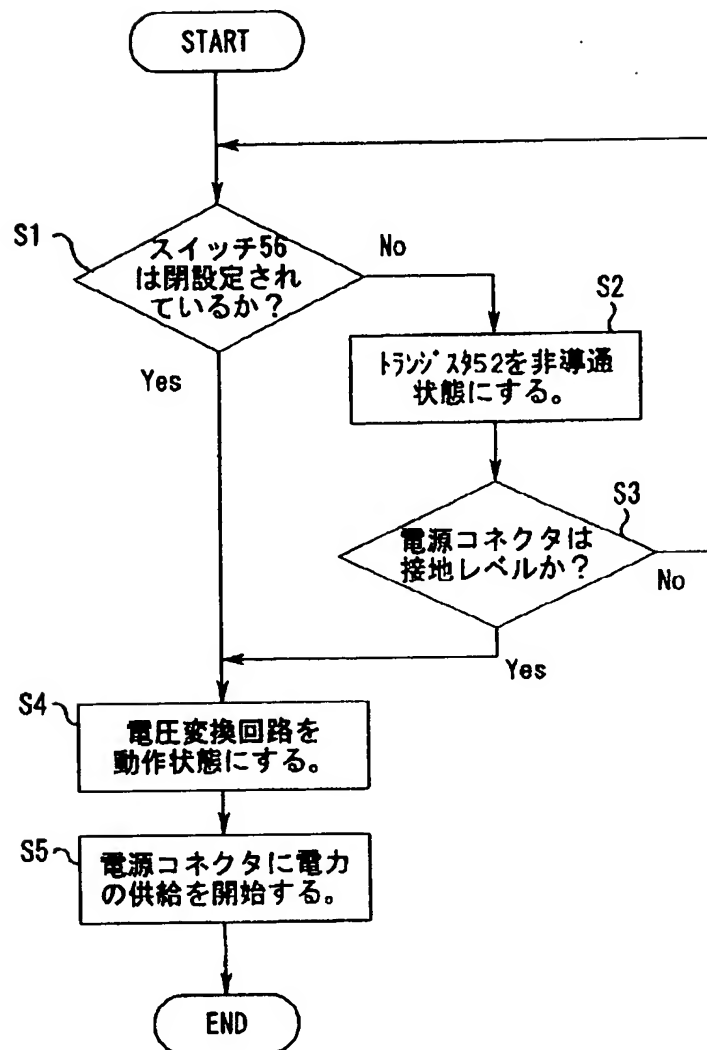 START
S1
スイッチ56
は閉設定され
ているか?
No
Yes
S2
トランジスタ52を非導通
状態にする。
S3
電源コネクタは
接地レベルか?
No
Yes
S4
電圧変換回路を
動作状態にする。
S5
電源コネクタに電力
の供給を開始する。
END